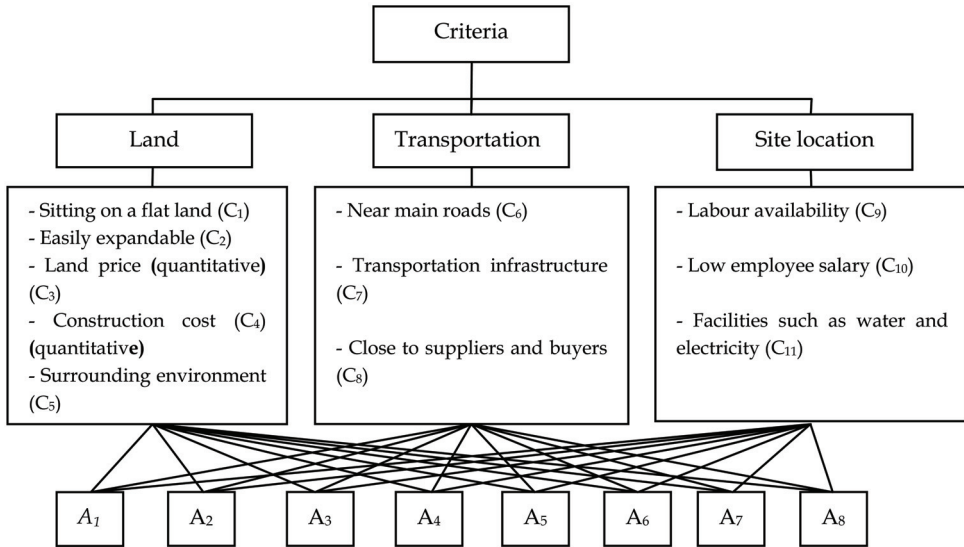 Criteria
Land
Transportation
Site location
- Sitting on a flat land (C₁)
- Easily expandable (C₂)
- Land price (quantitative)
(C₃)
- Construction cost (C₄)
(quantitative)
- Surrounding environment
(C₅)
- Near main roads (C₆)
- Transportation infrastructure
(C₇)
- Close to suppliers and buyers
(C₈)
- Labour availability (C₉)
- Low employee salary (C₁₀)
- Facilities such as water and
electricity (C₁₁)
A₁
A₂
A₃
A₄
A₅
A₆
A₇
A₈